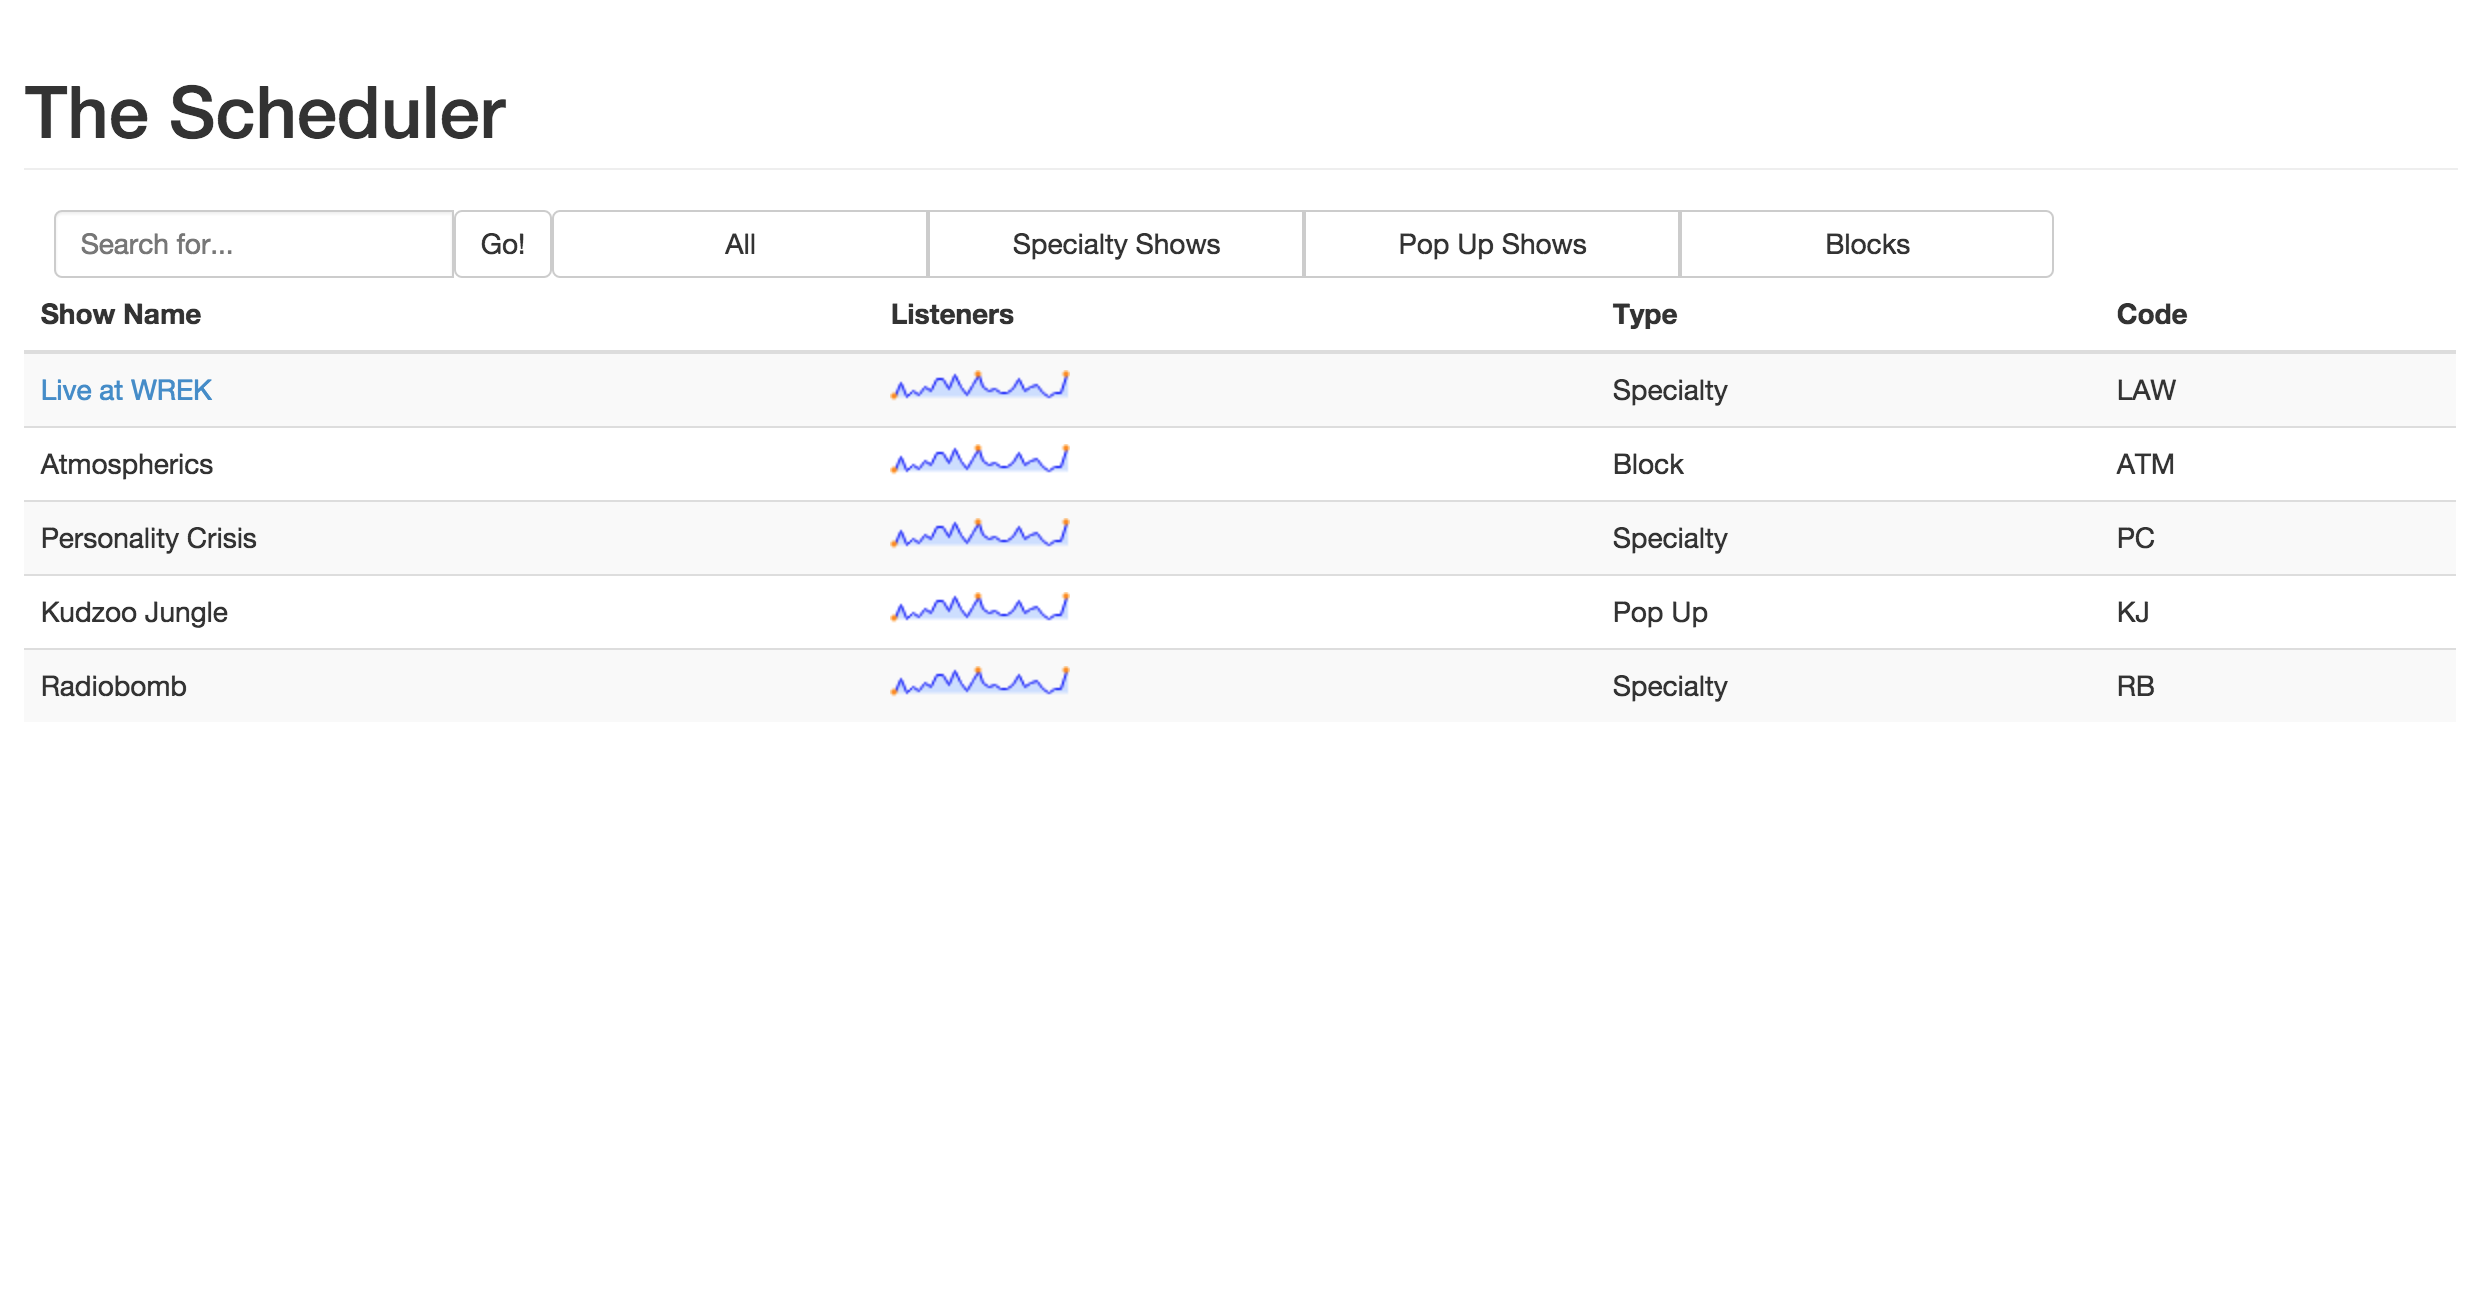 The Scheduler
Search for... Go! All Specialty Shows Pop Up Shows Blocks
Show Name Listeners Type Code
Live at WREK Specialty LAW
Atmospherics Block ATM
Personality Crisis Specialty PC
Kudzoo Jungle Pop Up KJ
Radiobomb Specialty RB